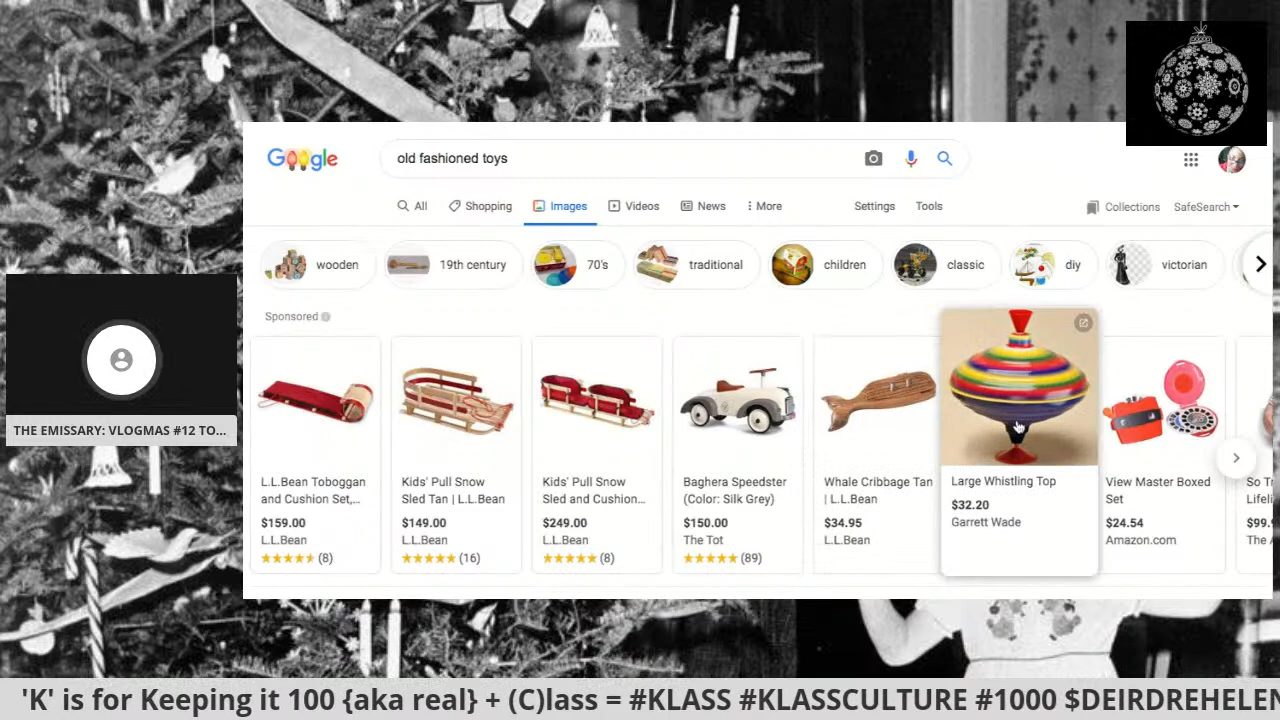 Google
old fashioned toys
All
Shopping
Images
Videos
News
More
Settings
Tools
Collections
SafeSearch
wooden
19th century
70's
traditional
children
classic
diy
victorian
Sponsored
L.L.Bean Toboggan
and Cushion Set,...
$159.00
L.L.Bean
(8)
Kids' Pull Snow
Sled Tan | L.L.Bean
$149.00
L.L.Bean
(16)
Kids' Pull Snow
Sled and Cushion...
$249.00
L.L.Bean
(8)
Baghera Speedster
(Color: Silk Grey)
$150.00
The Tot
(89)
Whale Cribbage Tan
| L.L.Bean
$34.95
L.L.Bean
Large Whistling Top
$32.20
Garrett Wade
View Master Boxed
Set
$24.54
Amazon.com
So Tr
Lifeli
$99.9
The A
THE EMISSARY: VLOGMAS #12 TO...
'K' is for Keeping it 100 {aka real} + (C)lass = #KLASS #KLASSCULTURE #1000 $DEIRDREHELEN